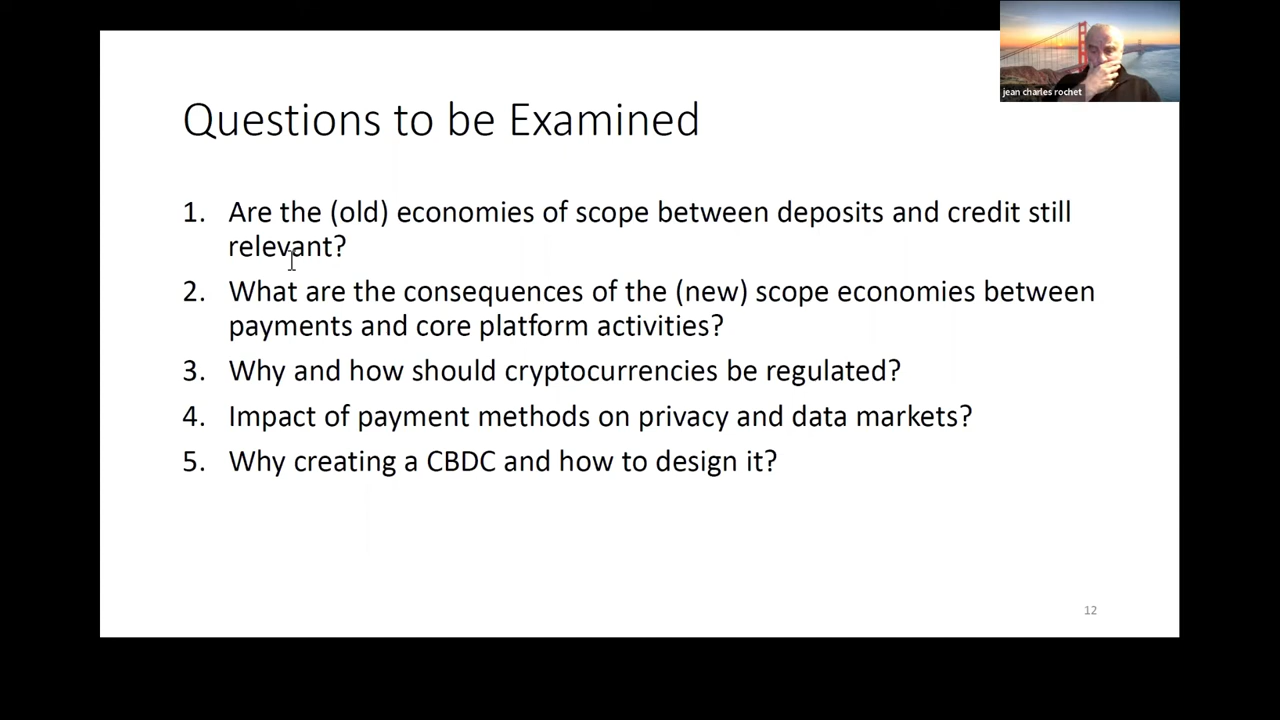 jean charles rochet
Questions to be Examined
1. Are the (old) economies of scope between deposits and credit still
relevant?
2. What are the consequences of the (new) scope economies between
payments and core platform activities?
3. Why and how should cryptocurrencies be regulated?
4. Impact of payment methods on privacy and data markets?
5. Why creating a CBDC and how to design it?
12